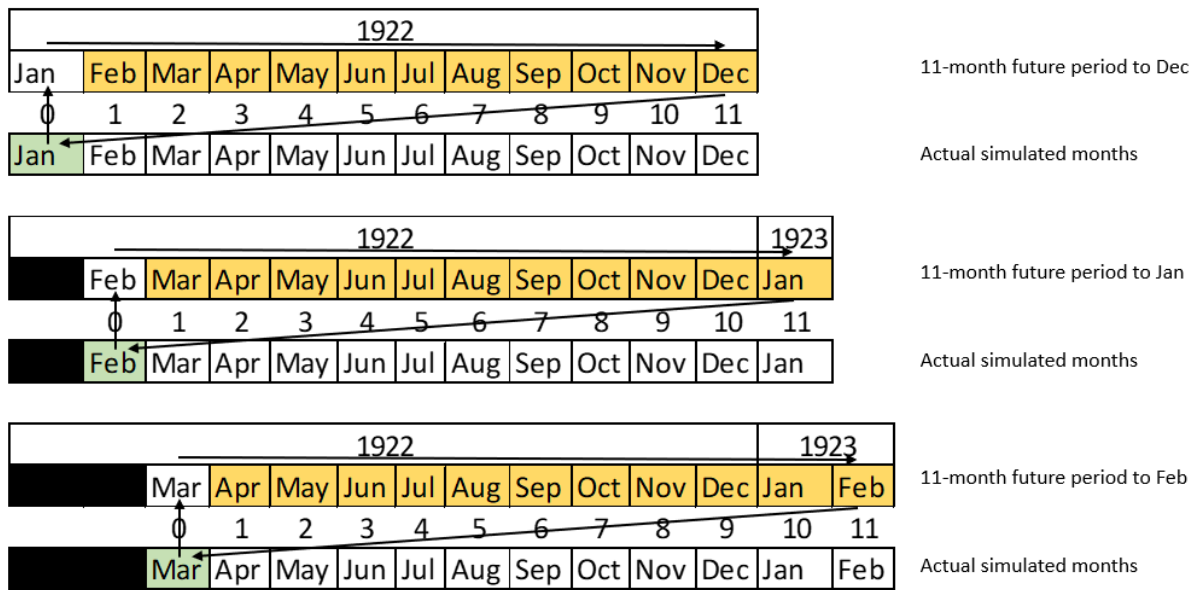 1922
Jan Feb Mar Apr May Jun Jul Aug Sep Oct Nov Dec
11-month future period to Dec
0 1 2 3 4 5 6 7 8 9 10 11
Jan Feb Mar Apr May Jun Jul Aug Sep Oct Nov Dec
Actual simulated months
1922 1923
Feb Mar Apr May Jun Jul Aug Sep Oct Nov Dec Jan
11-month future period to Jan
0 1 2 3 4 5 6 7 8 9 10 11
Feb Mar Apr May Jun Jul Aug Sep Oct Nov Dec Jan
Actual simulated months
1922 1923
Mar Apr May Jun Jul Aug Sep Oct Nov Dec Jan Feb
11-month future period to Feb
0 1 2 3 4 5 6 7 8 9 10 11
Mar Apr May Jun Jul Aug Sep Oct Nov Dec Jan Feb
Actual simulated months